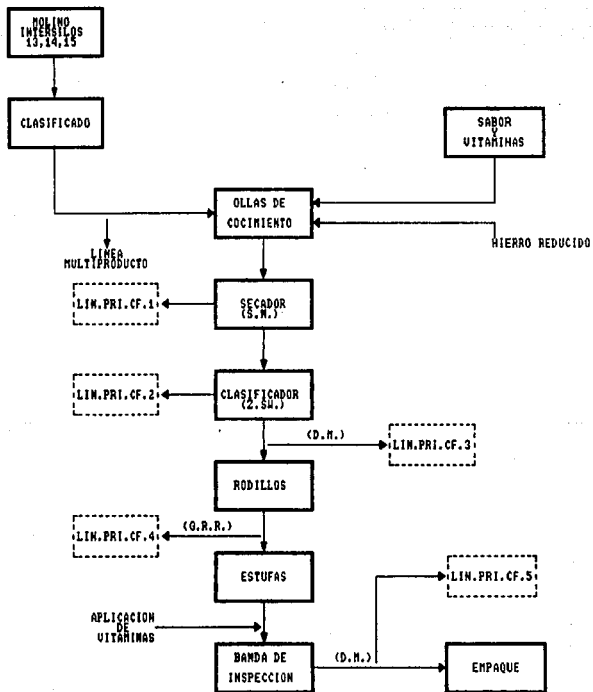 MOLINO
INTERSILOS
13,14,15
CLASIFICADO
SABOR
Y
VITAMINAS
OLLAS DE
COCIMIENTO
HIERRO REDUCIDO
LINEA
MULTIPRODUCTO
LIN.PRI.CF.1
SECADOR
(S.M.)
LIN.PRI.CF.2
CLASIFICADOR
(Z.SW.)
(D.M.)
LIN.PRI.CF.3
RODILLOS
(G.R.R.)
LIN.PRI.CF.4
ESTUFAS
LIN.PRI.CF.5
APLICACION
DE
VITAMINAS
BANDA DE
INSPECCION
(D.M.)
EMPAQUE